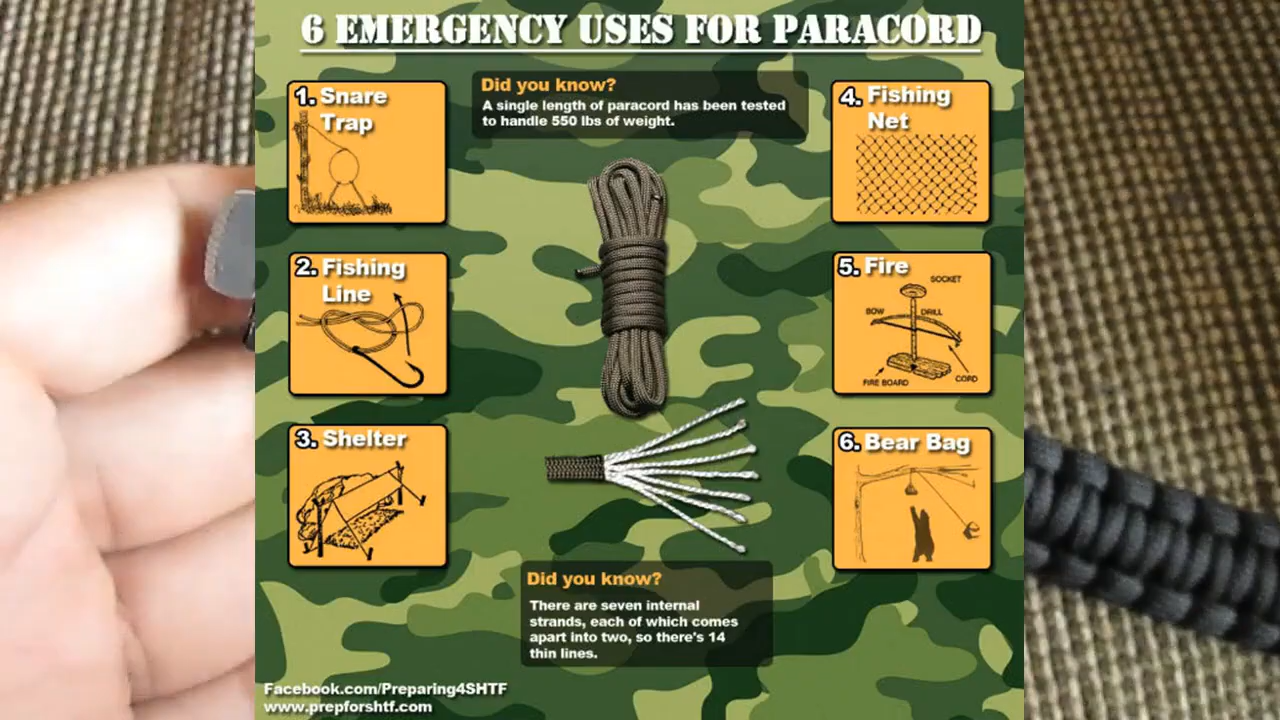 6 EMERGENCY USES FOR PARACORD
Did you know?
A single length of paracord has been tested
to handle 550 lbs of weight.
1. Snare
Trap
2. Fishing
Line
3. Shelter
4. Fishing
Net
5. Fire
SOCKET
BOW
DRILL
FIRE BOARD
CORD
6. Bear Bag
Did you know?
There are seven internal
strands, each of which comes
apart into two, so there's 14
thin lines.
Facebook.com/Preparing4SHTF
www.prepforshtf.com